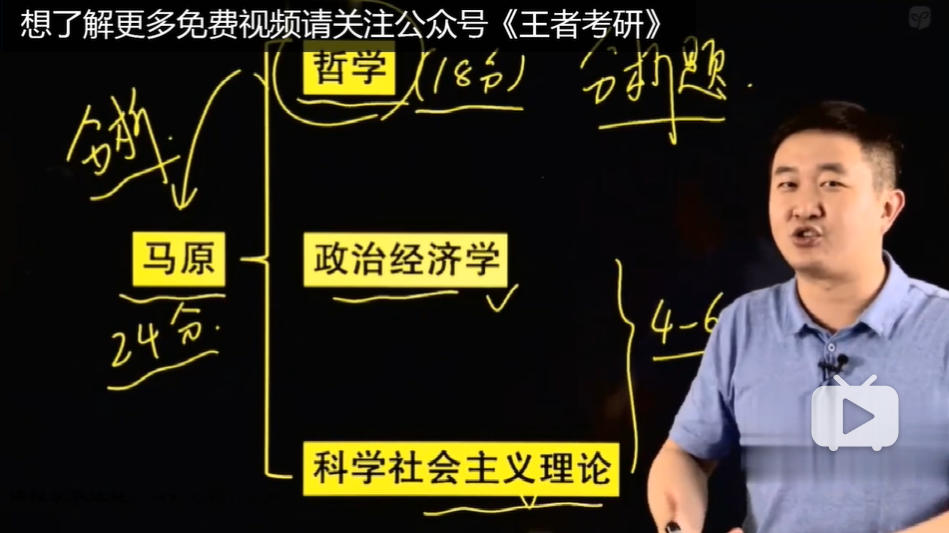 想了解更多免费视频请关注公众号《王者考研》
哲学 (18分) 分析题.
分析.
马原
24分.
政治经济学
4-6
科学社会主义理论